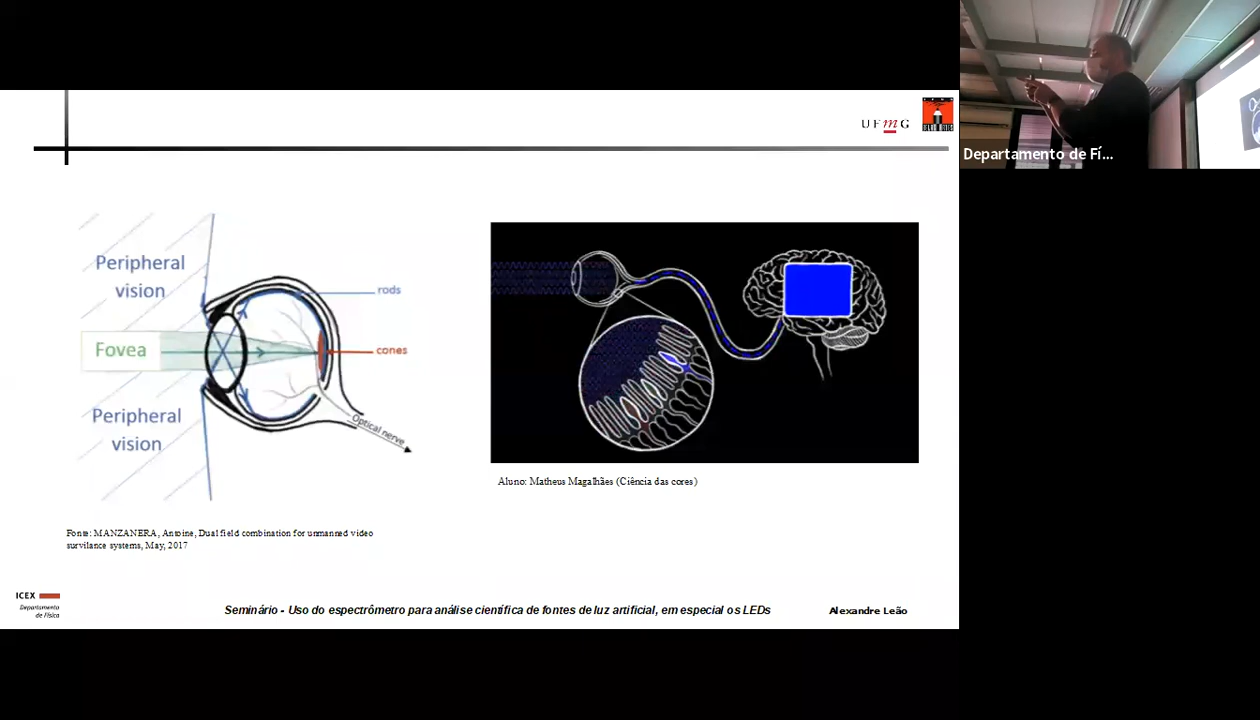 UFmG
Departamento de Fí...
Peripheral
vision
rods
Fovea
cones
Peripheral
vision
Optical nerve
Aluno: Matheus Magalhães (Ciência das cores)
Fonte: MANZANERA, Antoine, Dual field combination for unmanned video
survilance systems, May, 2017
ICEX
Departamento
de Física
Seminário - Uso do espectrômetro para análise científica de fontes de luz artificial, em especial os LEDs
Alexandre Leão